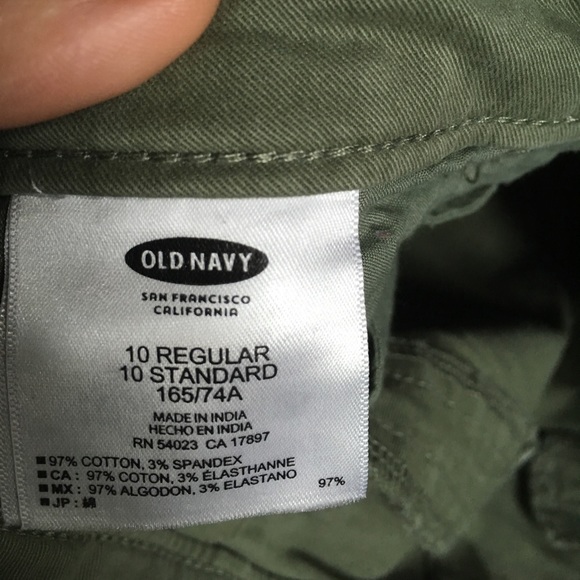 OLD NAVY
SAN FRANCISCO
CALIFORNIA
10 REGULAR
10 STANDARD
165/74A
MADE IN INDIA
HECHO EN INDIA
RN 54023 CA 17897
■97% COTTON, 3% SPANDEX
■CA : 97% COTON, 3% ÉLASTHANNE
■MX : 97% ALGODON, 3% ELASTANO
■JP : 綿 97%